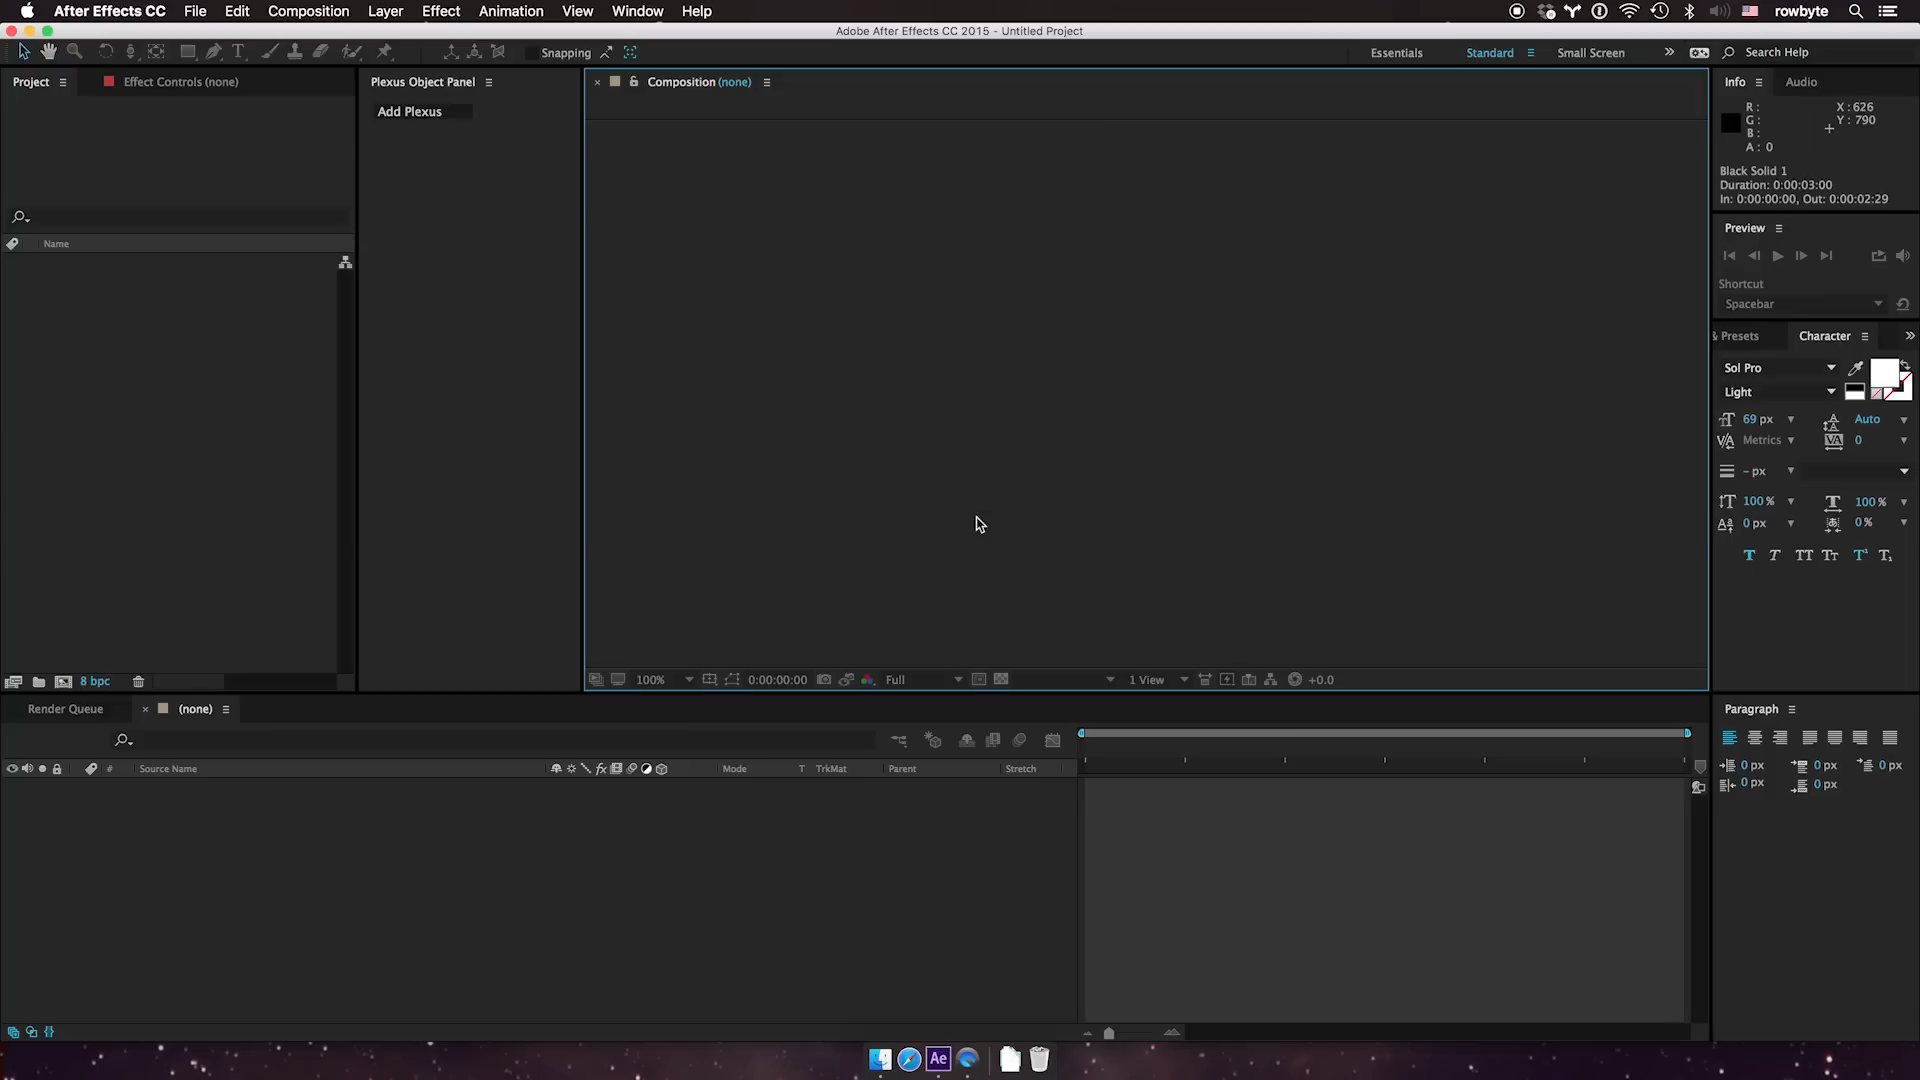 After Effects CC File Edit Composition Layer Effect Animation View Window Help rowbyte
Adobe After Effects CC 2015 - Untitled Project
Snapping Essentials Standard Small Screen Search Help
Project Effect Controls (none) Plexus Object Panel Composition (none) Info Audio
Add Plexus
R :
G :
B :
A : 0
X : 626
Y : 790
Black Solid 1
Duration: 0:00:03:00
In: 0:00:00:00, Out: 0:00:02:29
Preview
Name
Shortcut
Spacebar
& Presets Character
Sol Pro
Light
69 px Auto
Metrics 0
- px
100 % 100 %
0 px 0 %
8 bpc
100% 0:00:00:00 Full 1 View +0.0
Render Queue (none) Paragraph
# Source Name Mode T TrkMat Parent Stretch
0 px 0 px 0 px
0 px 0 px
Ae